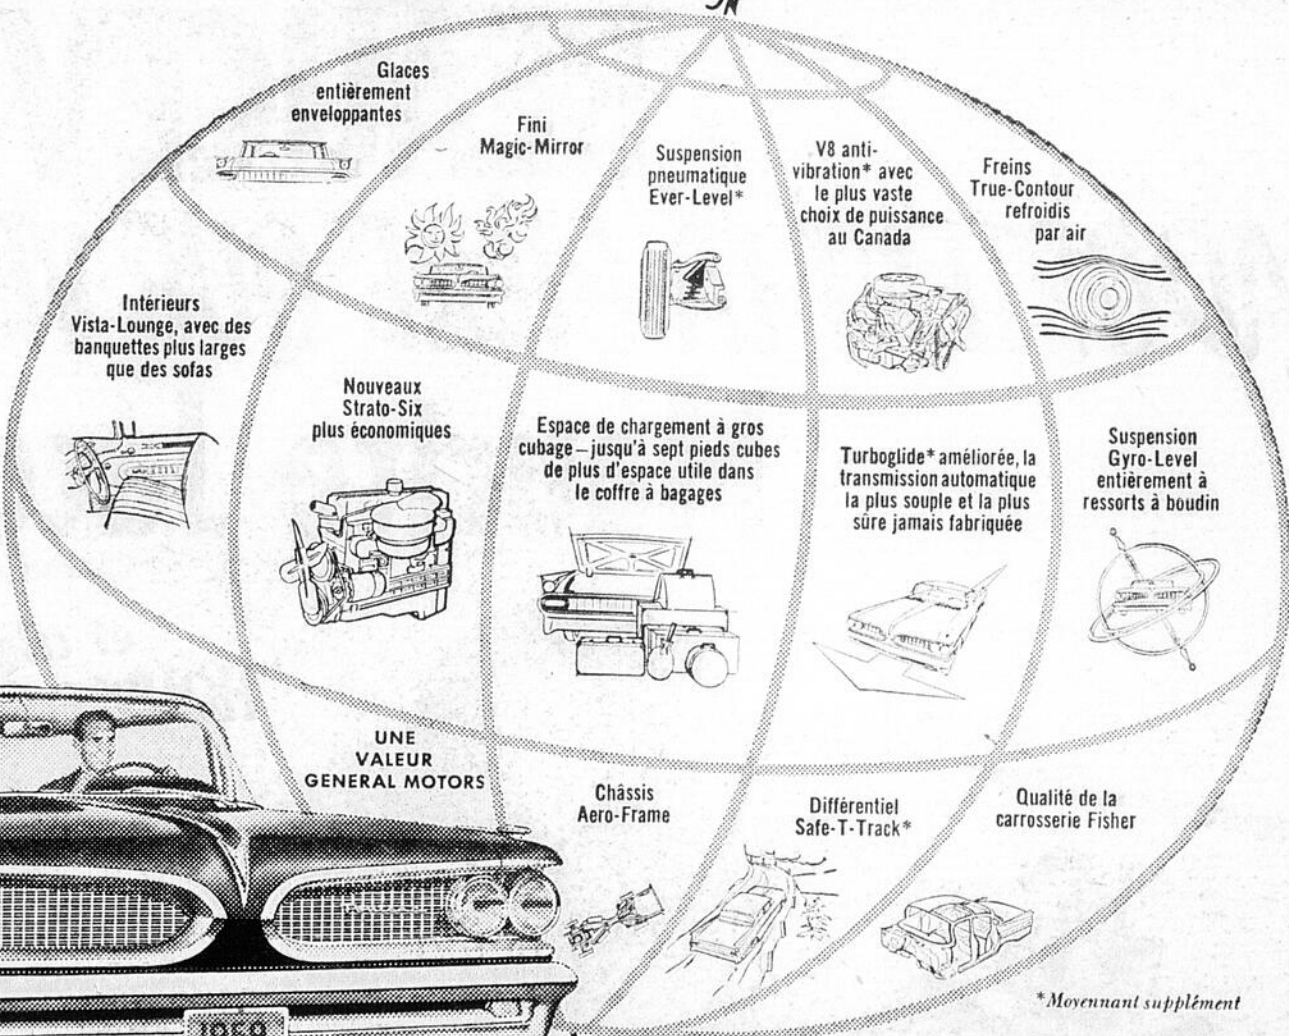 Glaces
entièrement
enveloppantes
Fini
Magic-Mirror
Suspension
pneumatique
Ever-Level*
V8 anti-
vibration* avec
le plus vaste
choix de puissance
au Canada
Freins
True-Contour
refroidis
par air
Intérieurs
Vista-Lounge, avec des
banquettes plus larges
que des sofas
Nouveaux
Strato-Six
plus économiques
Espace de chargement à gros
cubage—jusqu'à sept pieds cubes
de plus d'espace utile dans
le coffre à bagages
Turboglide* améliorée, la
transmission automatique
la plus souple et la plus
sûre jamais fabriquée
Suspension
Gyro-Level
entièrement à
ressorts à boudin
UNE
VALEUR
GENERAL MOTORS
Châssis
Aero-Frame
Différentiel
Safe-T-Track*
Qualité de la
carrosserie Fisher
*Moyennant supplément
1959